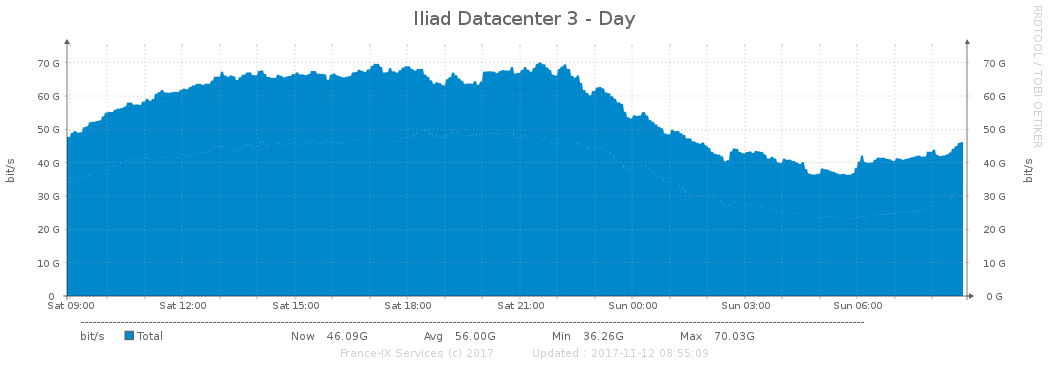 Iliad Datacenter 3 - Day
RRDTOOL / TOBI OETIKER
bit/s
70 G 70 G
60 G 60 G
50 G 50 G
40 G 40 G
30 G 30 G
20 G 20 G
10 G 10 G
0 0 G
bit/s
Sat 09:00 Sat 12:00 Sat 15:00 Sat 18:00 Sat 21:00 Sun 00:00 Sun 03:00 Sun 06:00
bit/s Total Now 46.09G Avg 56.00G Min 36.26G Max 70.03G
France-IX Services (c) 2017 Updated : 2017-11-12 08:55:09